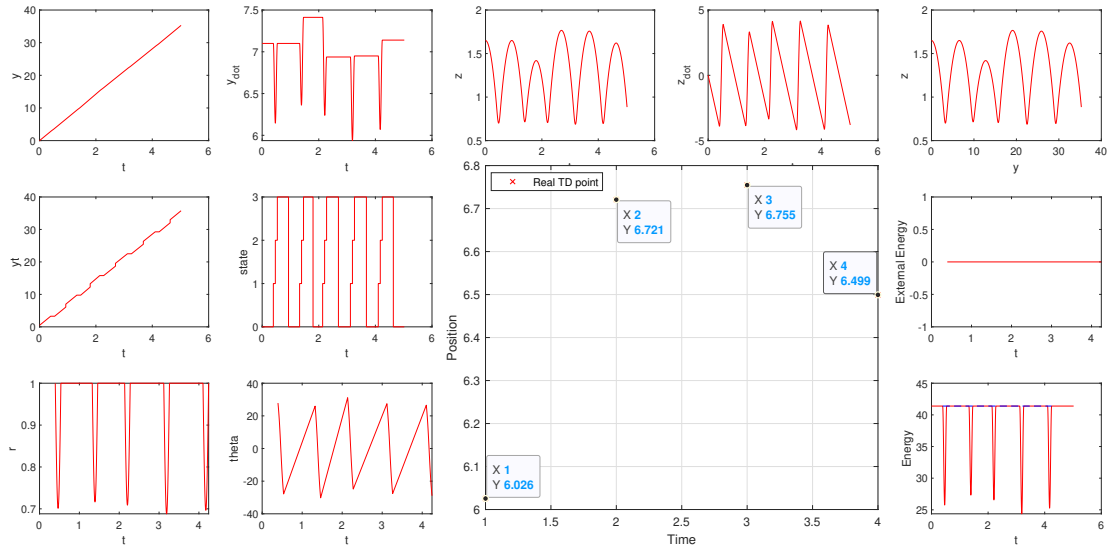 40
30
20
10
0
y
0 2 4 6
t
7.5
7
6.5
6
y_dot
0 2 4 6
t
2
1.5
1
0.5
z
0 2 4 6
5
0
-5
z_dot
0 2 4 6
2
1.5
1
0.5
z
0 10 20 30 40
y
60
40
20
0
yt
0 2 4 6
t
3
2
1
0
state
0 2 4 6
t
6.8
6.7
6.6
6.5
6.4
6.3
6.2
6.1
6
Position
Real TD point
X 1
Y 6.026
X 2
Y 6.721
X 3
Y 6.755
X 4
Y 6.499
1 1.5 2 2.5 3 3.5 4
Time
1
0.5
0
-0.5
-1
External Energy
0 1 2 3 4
t
1
0.9
0.8
0.7
r
0 1 2 3 4
t
40
20
0
-20
-40
theta
0 1 2 3 4
t
45
40
35
30
25
Energy
0 2 4 6
t